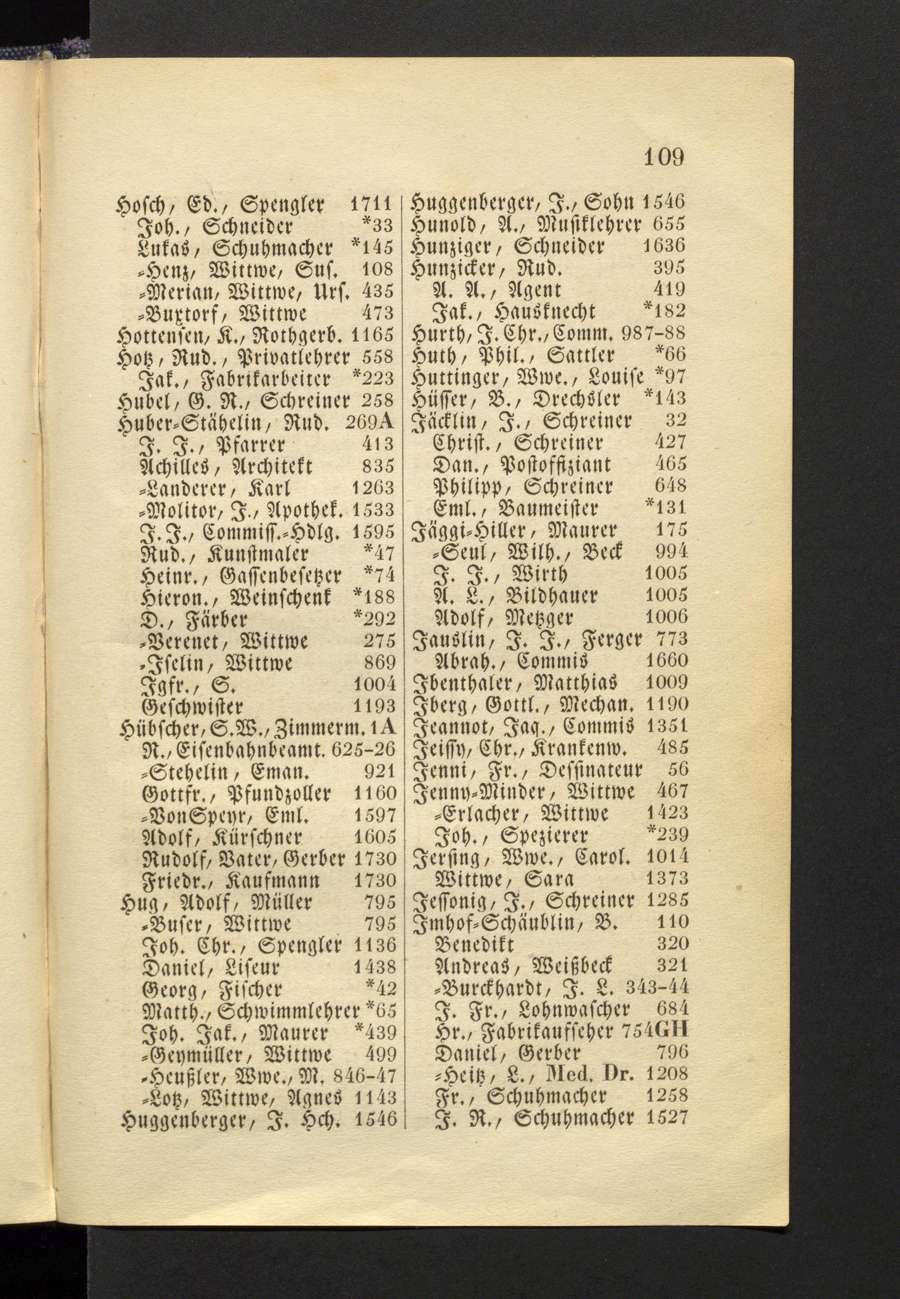 109
Hosch, Ed., Spengler 1711
Joh., Schneider *33
Lukas, Schuhmacher *145
-Henz, Wittwe, Sus. 108
-Merian, Wittwe, Urs. 435
-Buxtorf, Wittwe 473
Hottensen, K., Rothgerb. 1165
Hotz, Rud., Privatlehrer 558
Jak., Fabrikarbeiter *223
Hubel, G. R., Schreiner 258
Huber-Stähelin, Rud. 269A
J. J., Pfarrer 413
Achilles, Architekt 835
-Landerer, Karl 1263
-Molitor, J., Apothek. 1533
J. J., Commiss.-Hdlg. 1595
Rud., Kunstmaler *47
Heinr., Gassenbesetzer *74
Hieron., Weinschenk *188
D., Färber *292
-Verenet, Wittwe 275
-Iselin, Wittwe 869
Jgfr., S. 1004
Geschwister 1193
Hübscher, S.W., Zimmerm. 1A
R., Eisenbahnbeamt. 625-26
-Stehelin, Eman. 921
Gottfr., Pfundzoller 1160
-VonSpeyr, Eml. 1597
Adolf, Kürschner 1605
Rudolf, Vater, Gerber 1730
Friedr., Kaufmann 1730
Hug, Adolf, Müller 795
-Buser, Wittwe 795
Joh. Chr., Spengler 1136
Daniel, Liseur 1438
Georg, Fischer *42
Matth., Schwimmlehrer *65
Joh. Jak., Maurer *439
-Geymüller, Wittwe 499
-Heußler, Wwe., M. 846-47
-Lotz, Wittwe, Agnes 1143
Huggenberger, J. Hch. 1546
Huggenberger, J., Sohn 1546
Hunold, A., Musiklehrer 655
Hunziger, Schneider 1636
Hunzicker, Rud. 395
A. A., Agent 419
Jak., Hausknecht *182
Hurth, J. Chr., Comm. 987-88
Huth, Phil., Sattler *66
Huttinger, Wwe., Louise *97
Hüsser, B., Drechsler *143
Jäcklin, J., Schreiner 32
Christ., Schreiner 427
Dan., Postoffiziant 465
Philipp, Schreiner 648
Eml., Baumeister *131
Jäggi-Hiller, Maurer 175
-Seul, Wilh., Beck 994
J. J., Wirth 1005
A. L., Bildhauer 1005
Adolf, Metzger 1006
Jauslin, J. J., Ferger 773
Abrah., Commis 1660
Ibenthaler, Matthias 1009
Iberg, Gottl., Mechan. 1190
Jeannot, Jaq., Commis 1351
Jeissy, Chr., Krankenw. 485
Jenni, Fr., Dessinateur 56
Jenny-Minder, Wittwe 467
-Erlacher, Wittwe 1423
Joh., Spezierer *239
Jersing, Wwe., Carol. 1014
Wittwe, Sara 1373
Jessonig, J., Schreiner 1285
Imhof-Schäublin, B. 110
Benedikt 320
Andreas, Weißbeck 321
-Burckhardt, J. L. 343-44
J. Fr., Lohnwascher 684
Hr., Fabrikaufseher 754GH
Daniel, Gerber 796
-Heitz, L., Med. Dr. 1208
Fr., Schuhmacher 1258
J. R., Schuhmacher 1527